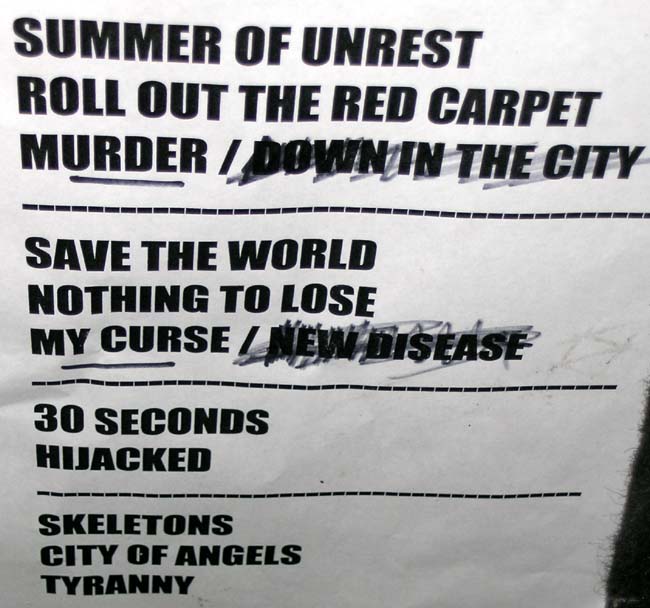 SUMMER OF UNREST
ROLL OUT THE RED CARPET
MURDER / DOWN IN THE CITY
SAVE THE WORLD
NOTHING TO LOSE
MY CURSE / NEW DISEASE
30 SECONDS
HIJACKED
SKELETONS
CITY OF ANGELS
TYRANNY